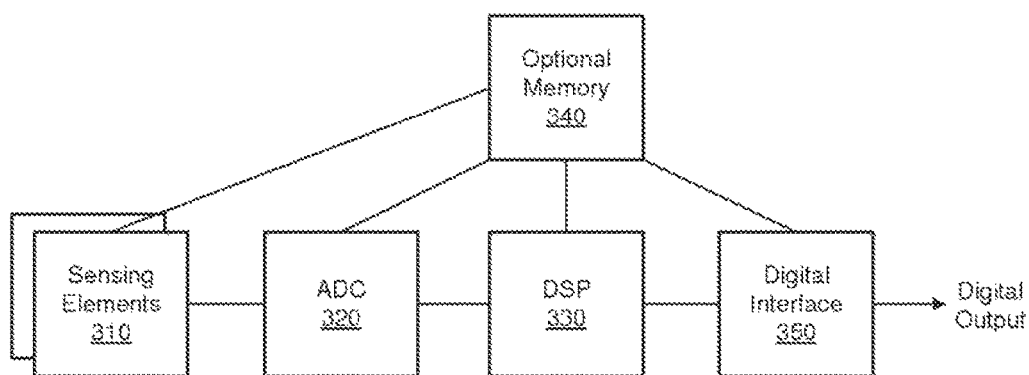 Optional
Memory
340
Sensing
Elements
310
ADC
320
DSP
330
Digital
Interface
350
Digital
Output